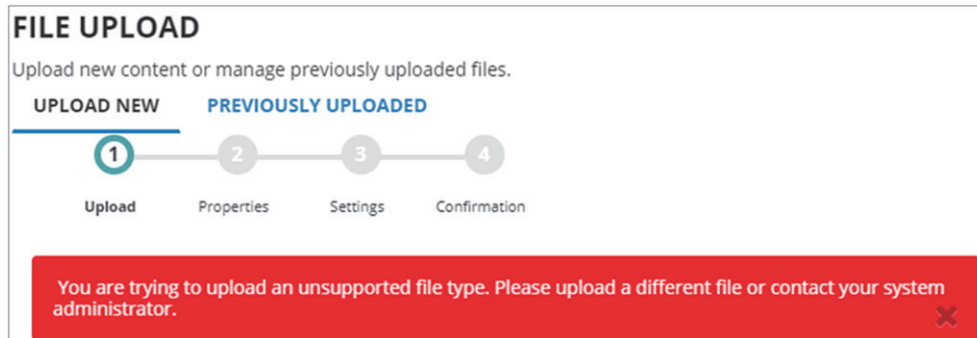 FILE UPLOAD
Upload new content or manage previously uploaded files.
UPLOAD NEW PREVIOUSLY UPLOADED
1 2 3 4
Upload Properties Settings Confirmation
You are trying to upload an unsupported file type. Please upload a different file or contact your system
administrator.